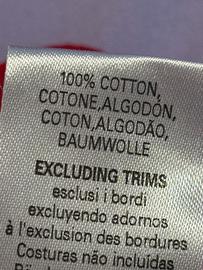 100% COTTON,
COTONE,ALGODÓN,
COTON,ALGODÃO,
BAUMWOLLE
EXCLUDING TRIMS
esclusi i bordi
excluyendo adornos
à l'exclusion des bordures
Costuras não incluídas